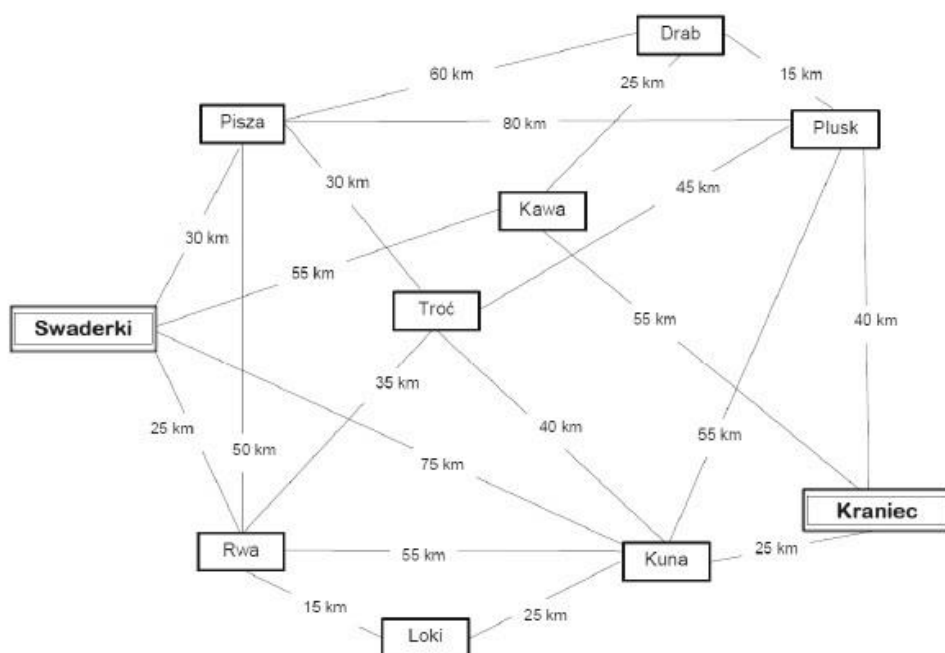 Drab
60 km
25 km
15 km
Pisza
80 km
Plusk
30 km
45 km
Kawa
30 km
55 km
Troć
55 km
40 km
Swaderki
35 km
25 km
40 km
55 km
50 km
75 km
Kraniec
Rwa
55 km
Kuna
25 km
15 km
25 km
Loki